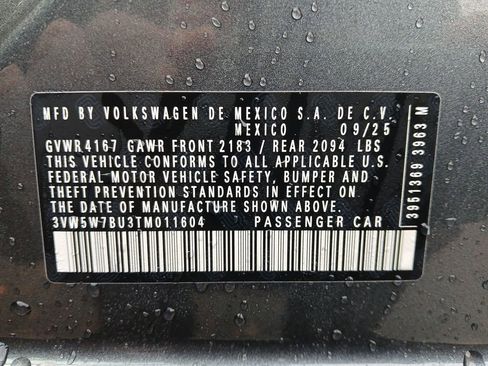 MFD BY VOLKSWAGEN DE MEXICO S.A. DE C.V.
MEXICO 09/25
GVWR4167 GAWR FRONT 2183 / REAR 2094 LBS
THIS VEHICLE CONFORMS TO ALL APPLICABLE U.S.
FEDERAL MOTOR VEHICLE SAFETY, BUMPER AND
THEFT PREVENTION STANDARDS IN EFFECT ON
THE DATE OF MANUFACTURE SHOWN ABOVE.
3VW5W7BU3TM011604 PASSENGER CAR
3951369 3963 M